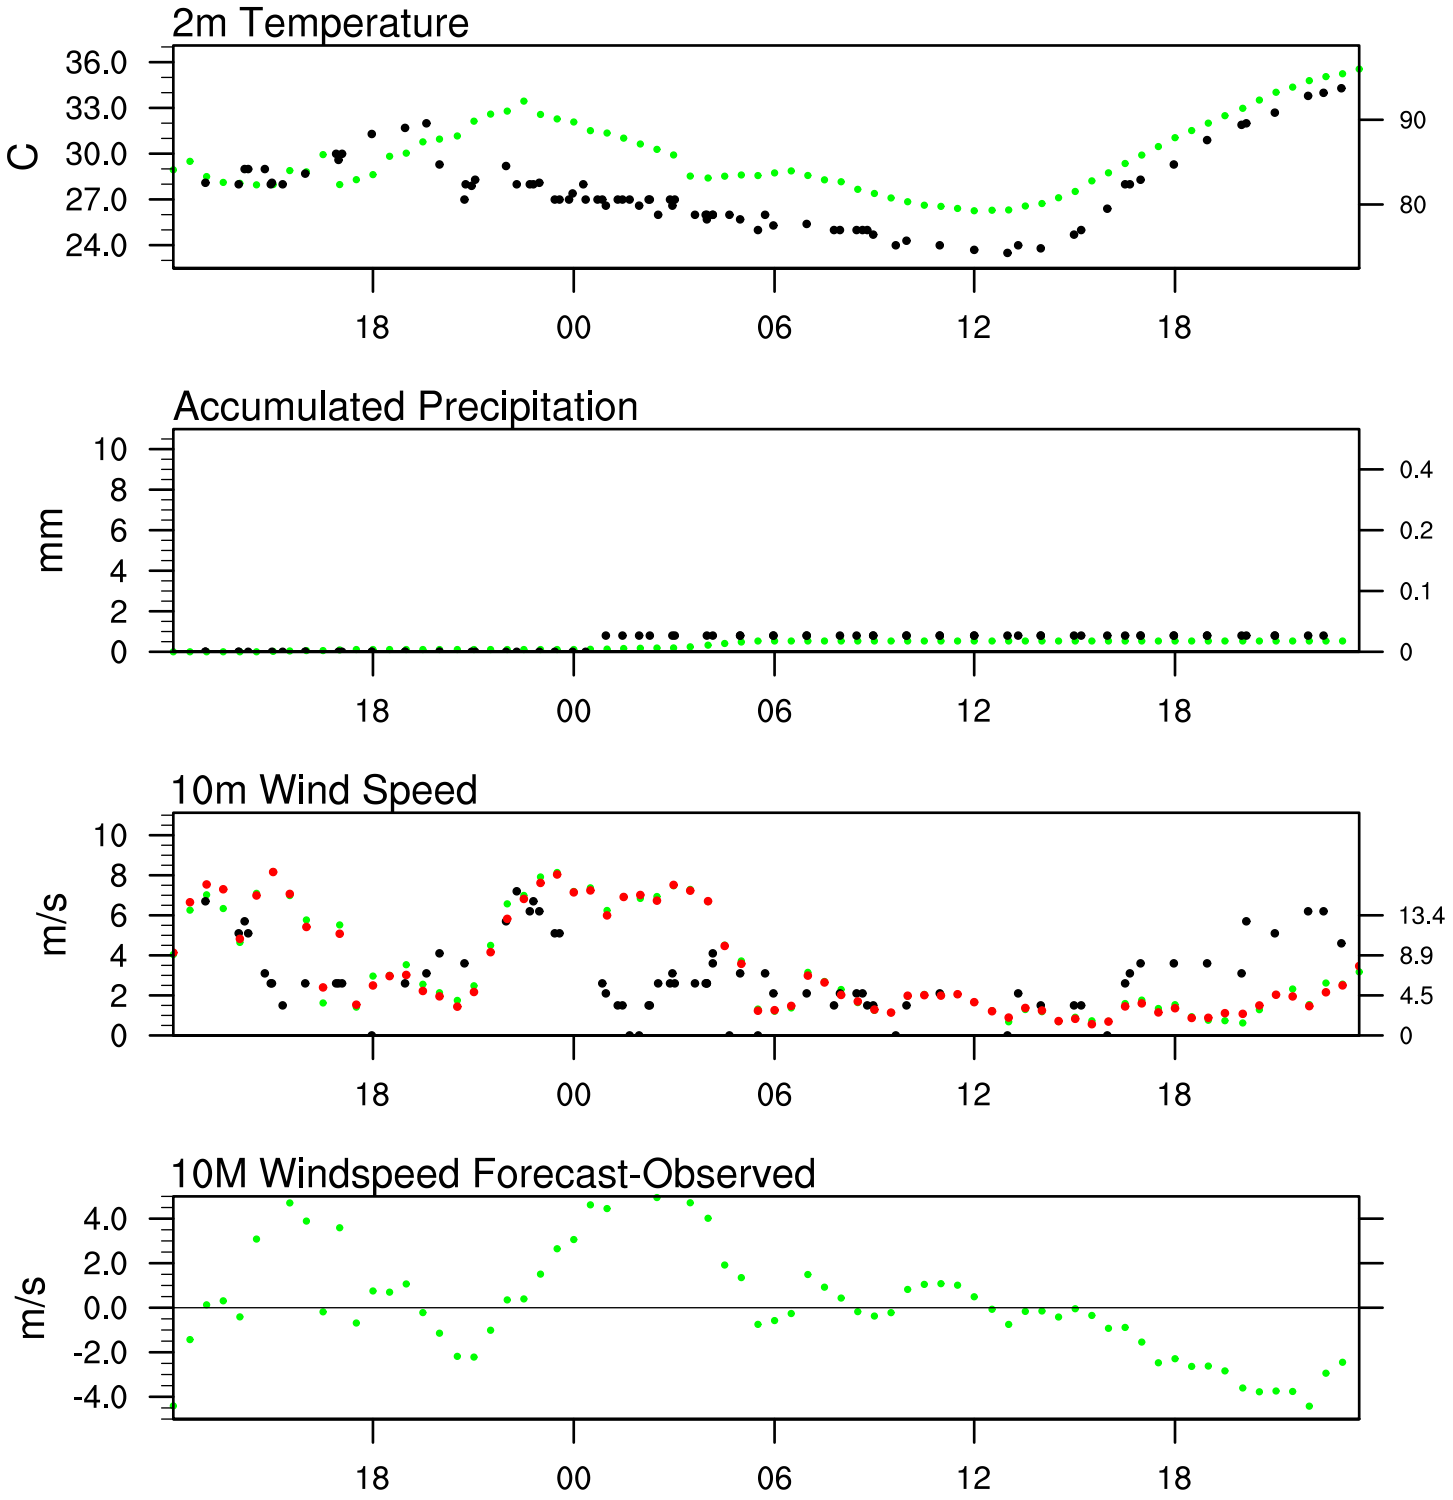 2m Temperature
36.0
33.0
90
30.0
C
27.0
80
24.0
18 00 06 12 18
Accumulated Precipitation
10
0.4
8
6
0.2
mm
4
0.1
2
0
0
18 00 06 12 18
10m Wind Speed
10
8
6
13.4
m/s
4
8.9
2
4.5
0
0
18 00 06 12 18
10M Windspeed Forecast-Observed
4.0
2.0
0.0
m/s
-2.0
-4.0
18 00 06 12 18